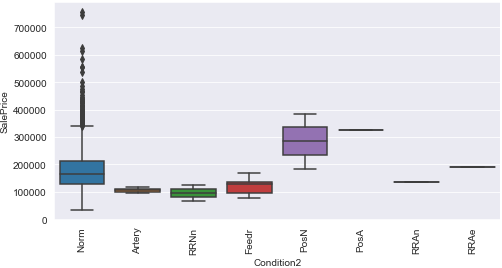 700000
600000
500000
400000
300000
200000
100000
0
SalePrice
Norm
Artery
RRNn
Feedr
PosN
PosA
RRAn
RRAe
Condition2